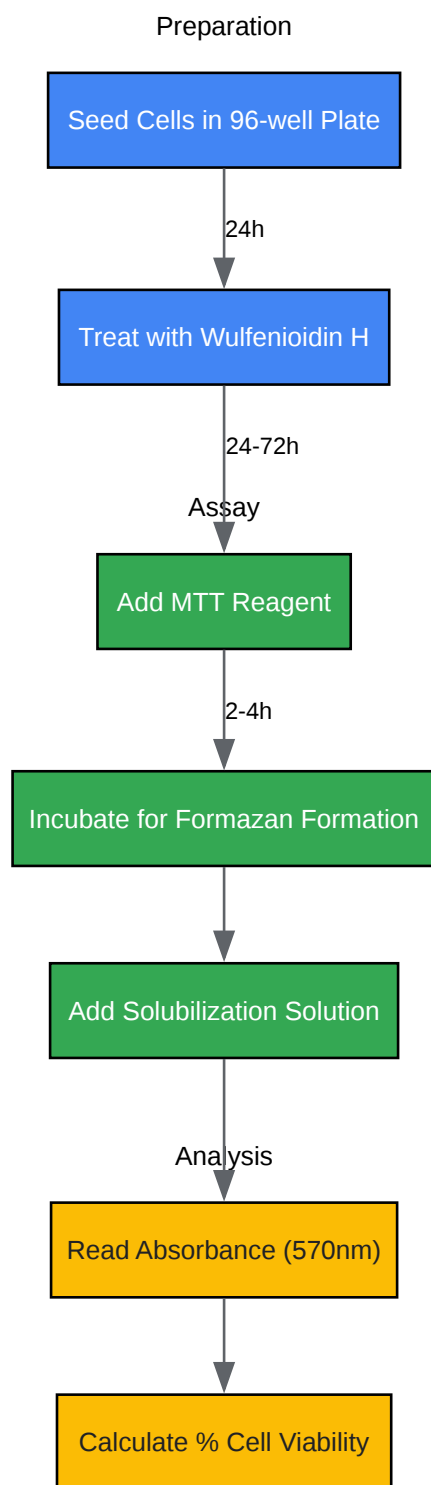 Preparation
Seed Cells in 96-well Plate
24h
Treat with Wulfenioidin H
24-72h
Assay
Add MTT Reagent
2-4h
Incubate for Formazan Formation
Add Solubilization Solution
Analysis
Read Absorbance (570nm)
Calculate % Cell Viability